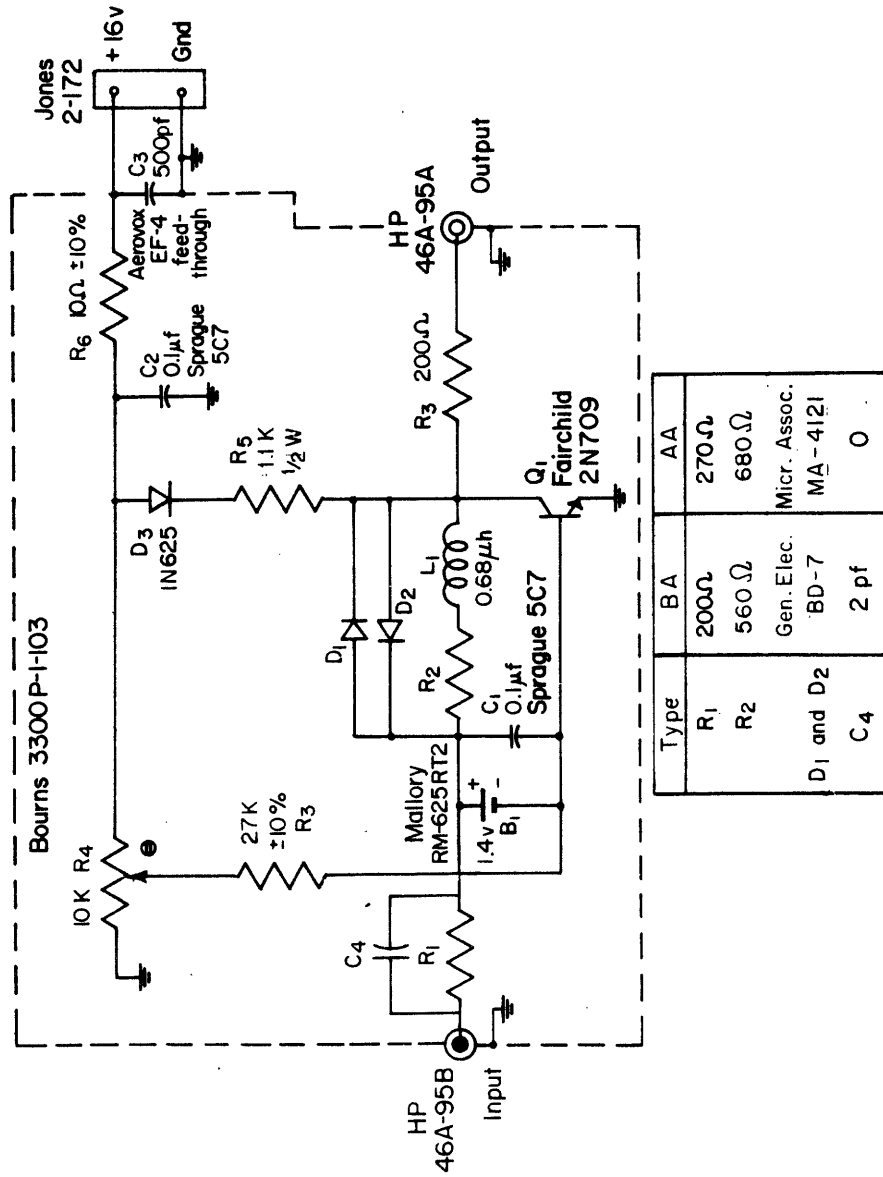 Bourns 3300 P-1-103
Jones
2-172
+16v
Gnd
C3
500pf
Aerovox
EF-4
feed-
through
R6 10Ω ±10%
C2
0.1μf
Sprague
5C7
10K R4
27K
±10%
R3
D3
1N625
R5
1.1K
½W
D1
D2
R2
L1
0.68μh
R3 200Ω
HP
46A-95A
Output
Q1
Fairchild
2N709
C1
0.1μf
Sprague 5C7
Mallory
RM-625RT2
+
-
1.4v
B1
C4
R1
HP
46A-95B
Input
Type BA AA
R1 200Ω 270Ω
R2 560Ω 680Ω
D1 and D2 Gen. Elec. BD-7 Micr. Assoc. MA-4121
C4 2 pf 0